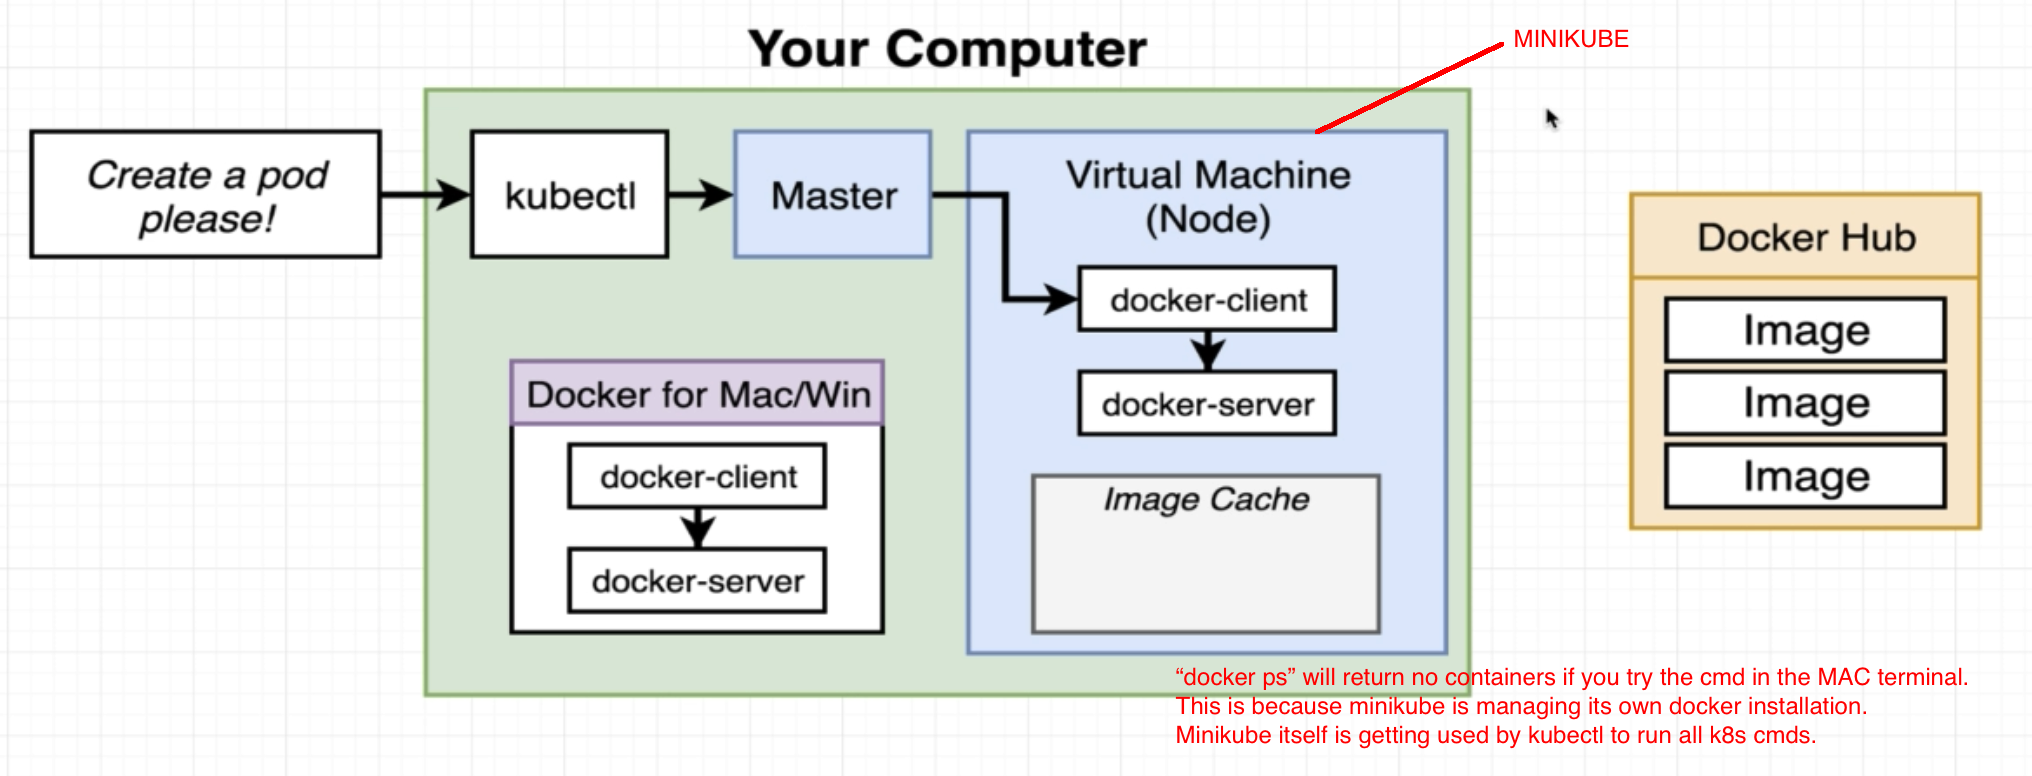 Your Computer
MINIKUBE
Create a pod
please!
kubectl
Master
Virtual Machine
(Node)
docker-client
docker-server
Image Cache
Docker for Mac/Win
docker-client
docker-server
Docker Hub
Image
Image
Image
“docker ps” will return no containers if you try the cmd in the MAC terminal.
This is because minikube is managing its own docker installation.
Minikube itself is getting used by kubectl to run all k8s cmds.